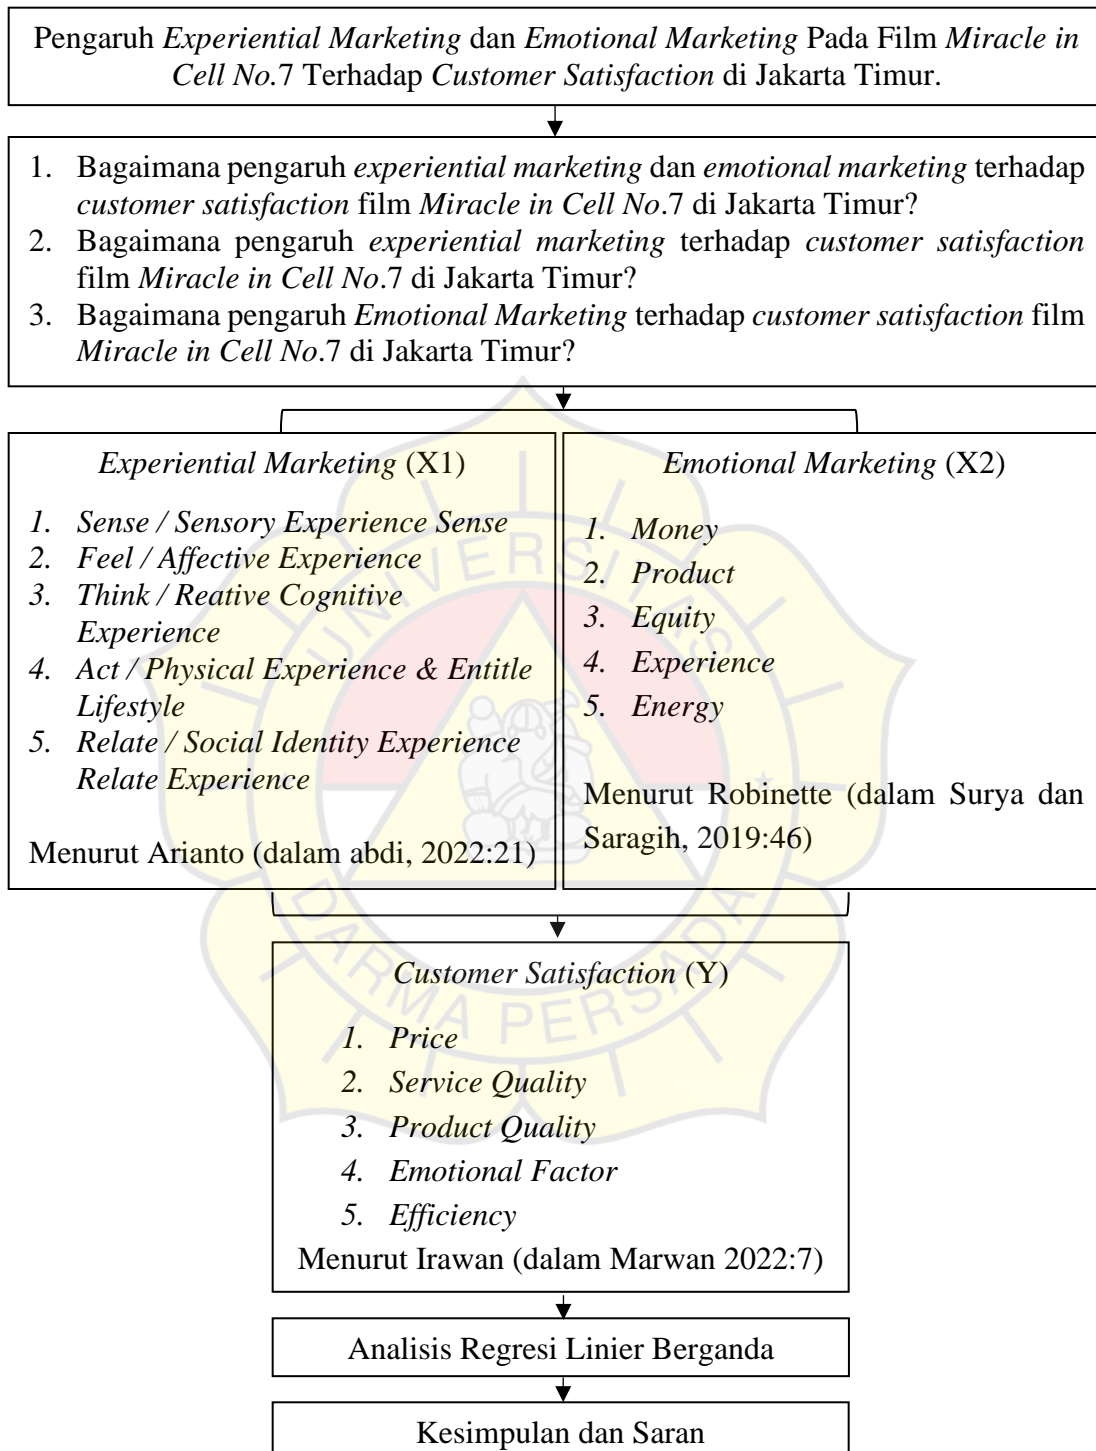 Pengaruh Experiential Marketing dan Emotional Marketing Pada Film Miracle in
Cell No.7 Terhadap Customer Satisfaction di Jakarta Timur.
1. Bagaimana pengaruh experiential marketing dan emotional marketing terhadap
customer satisfaction film Miracle in Cell No.7 di Jakarta Timur?
2. Bagaimana pengaruh experiential marketing terhadap customer satisfaction
film Miracle in Cell No.7 di Jakarta Timur?
3. Bagaimana pengaruh Emotional Marketing terhadap customer satisfaction film
Miracle in Cell No.7 di Jakarta Timur?
Experiential Marketing (X1)
1. Sense / Sensory Experience Sense
2. Feel / Affective Experience
3. Think / Reative Cognitive
Experience
4. Act / Physical Experience & Entitle
Lifestyle
5. Relate / Social Identity Experience
Relate Experience
Menurut Arianto (dalam abdi, 2022:21)
Emotional Marketing (X2)
1. Money
2. Product
3. Equity
4. Experience
5. Energy
Menurut Robinette (dalam Surya dan
Saragih, 2019:46)
Customer Satisfaction (Y)
1. Price
2. Service Quality
3. Product Quality
4. Emotional Factor
5. Efficiency
Menurut Irawan (dalam Marwan 2022:7)
Analisis Regresi Linier Berganda
Kesimpulan dan Saran
UNIVERSITAS
DARMA PERSADA